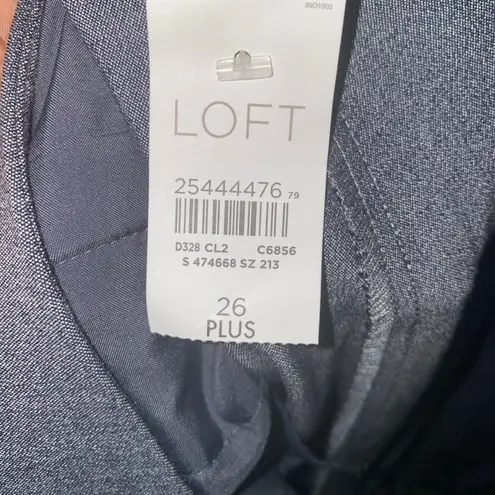 INO1005
LOFT
25444476 79
D328 CL2 C6856
S 474668 SZ 213
26
PLUS